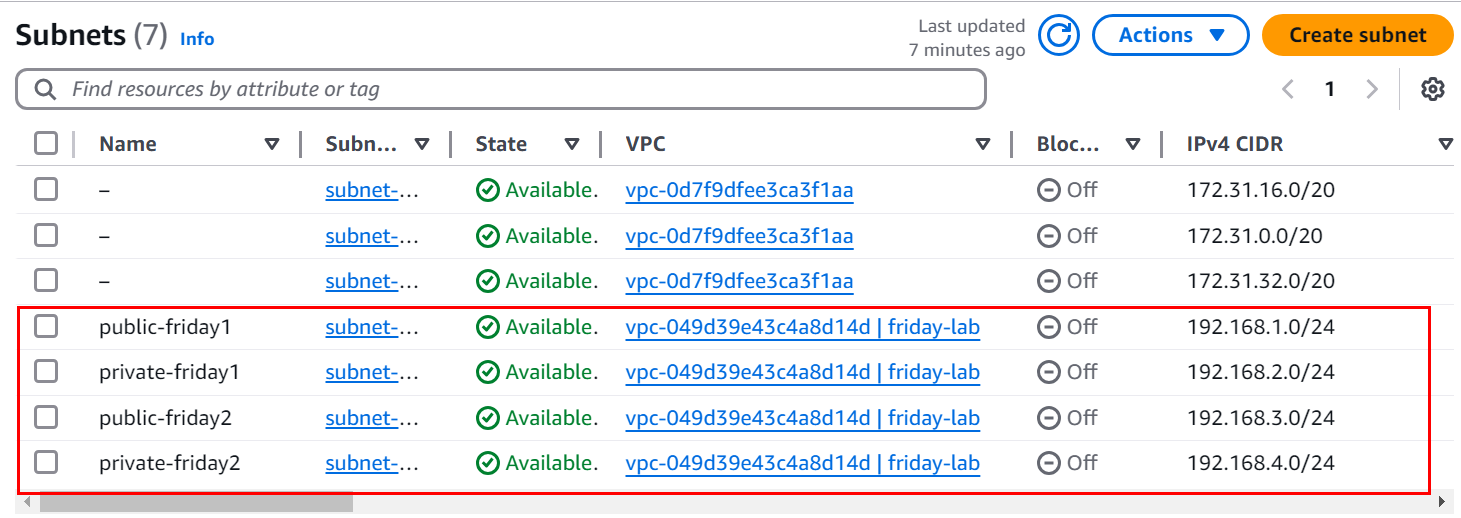 Subnets (7) Info
Last updated
7 minutes ago
Actions
Create subnet
Find resources by attribute or tag
1
Name Subn... State VPC Bloc... IPv4 CIDR
– subnet-... Available. vpc-0d7f9dfee3ca3f1aa Off 172.31.16.0/20
– subnet-... Available. vpc-0d7f9dfee3ca3f1aa Off 172.31.0.0/20
– subnet-... Available. vpc-0d7f9dfee3ca3f1aa Off 172.31.32.0/20
public-friday1 subnet-... Available. vpc-049d39e43c4a8d14d | friday-lab Off 192.168.1.0/24
private-friday1 subnet-... Available. vpc-049d39e43c4a8d14d | friday-lab Off 192.168.2.0/24
public-friday2 subnet-... Available. vpc-049d39e43c4a8d14d | friday-lab Off 192.168.3.0/24
private-friday2 subnet-... Available. vpc-049d39e43c4a8d14d | friday-lab Off 192.168.4.0/24